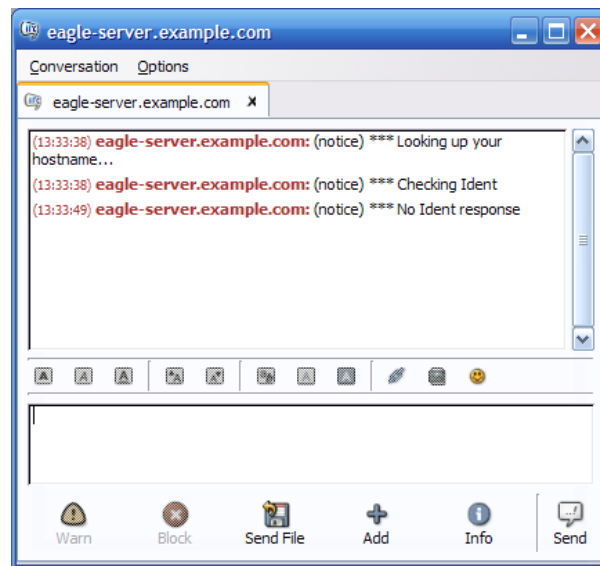 eagle-server.example.com
Conversation Options
eagle-server.example.com x
(13:33:38) eagle-server.example.com: (notice) *** Looking up your
hostname...
(13:33:38) eagle-server.example.com: (notice) *** Checking Ident
(13:33:49) eagle-server.example.com: (notice) *** No Ident response
Warn Block Send File Add Info Send